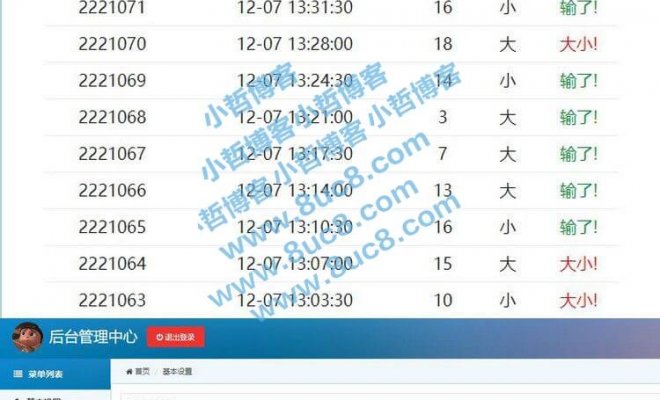 2221071 12-07 13:31:30 16 小 输了!
2221070 12-07 13:28:00 18 大 大小!
2221069 12-07 13:24:30 14 小 输了!
2221068 12-07 13:21:00 3 大 输了!
2221067 12-07 13:17:30 7 大 输了!
2221066 12-07 13:14:00 13 大 输了!
2221065 12-07 13:10:30 16 小 输了!
2221064 12-07 13:07:00 15 大 大小!
2221063 12-07 13:03:30 10 小 大小!
小哲博客 小哲博客 小哲博客
小哲博客 小哲博客 小哲博客
www.8uc8.com
www.8uc8.com
www.8uc8.com
后台管理中心 退出登录
菜单列表 首页 / 基本设置